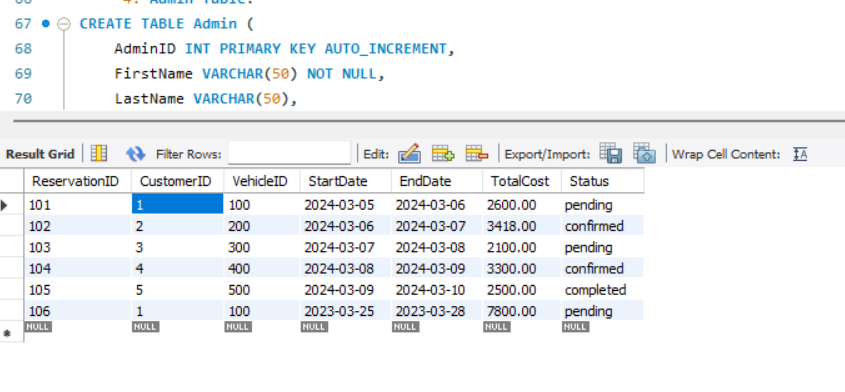 67 CREATE TABLE Admin (
68 AdminID INT PRIMARY KEY AUTO_INCREMENT,
69 FirstName VARCHAR(50) NOT NULL,
70 LastName VARCHAR(50),
Result Grid Filter Rows: Edit: Export/Import: Wrap Cell Content: IA
ReservationID CustomerID VehicleID StartDate EndDate TotalCost Status
101 1 100 2024-03-05 2024-03-06 2600.00 pending
102 2 200 2024-03-06 2024-03-07 3418.00 confirmed
103 3 300 2024-03-07 2024-03-08 2100.00 pending
104 4 400 2024-03-08 2024-03-09 3300.00 confirmed
105 5 500 2024-03-09 2024-03-10 2500.00 completed
106 1 100 2023-03-25 2023-03-28 7800.00 pending
NULL NULL NULL NULL NULL NULL NULL